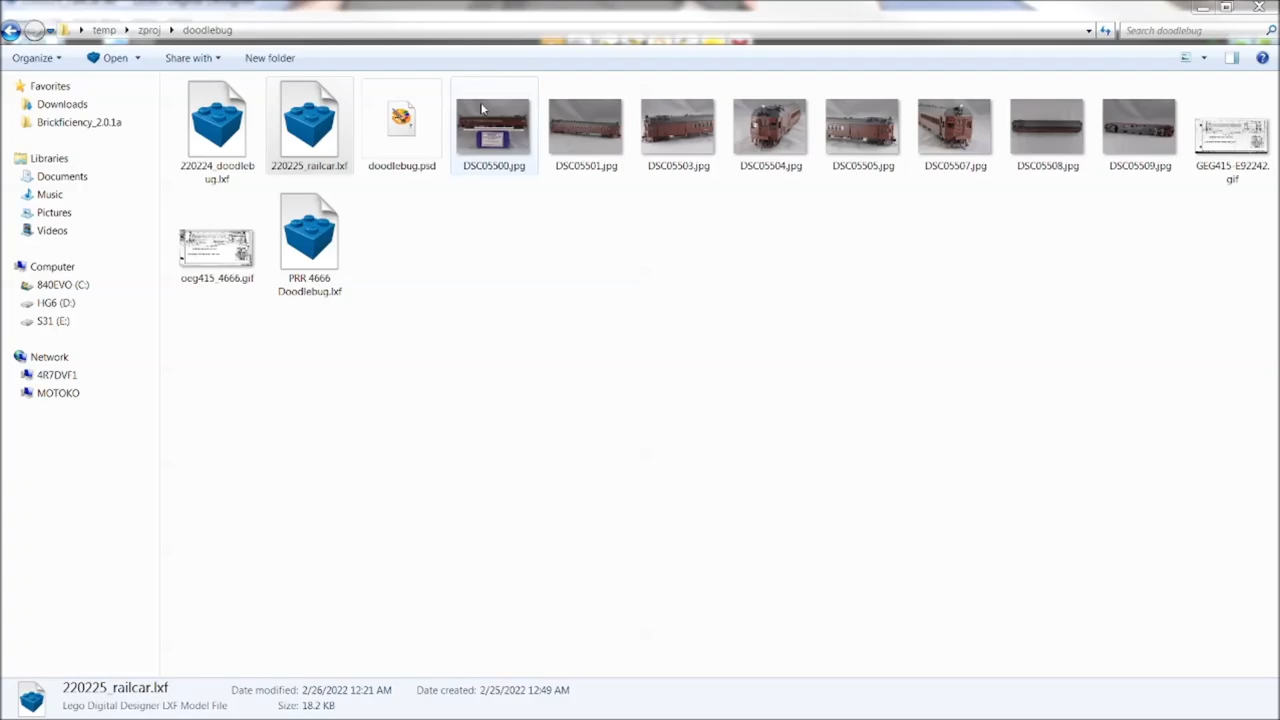 temp ▸ zproj ▸ doodlebug
Search doodlebug
Organize Open Share with New folder
Favorites
Downloads
Brickficiency_2.0.1a
Libraries
Documents
Music
Pictures
Videos
Computer
840EVO (C:)
HG6 (D:)
S31 (E:)
Network
4R7DVF1
MOTOKO
220224_doodleb
ug.lxf
220225_railcar.lxf
doodlebug.psd
DSC05500.jpg
DSC05501.jpg
DSC05503.jpg
DSC05504.jpg
DSC05505.jpg
DSC05507.jpg
DSC05508.jpg
DSC05509.jpg
GEG415-E92242.
gif
oeg415_4666.gif
PRR 4666
Doodlebug.lxf
220225_railcar.lxf
Lego Digital Designer LXF Model File
Date modified: 2/26/2022 12:21 AM
Size: 18.2 KB
Date created: 2/25/2022 12:49 AM